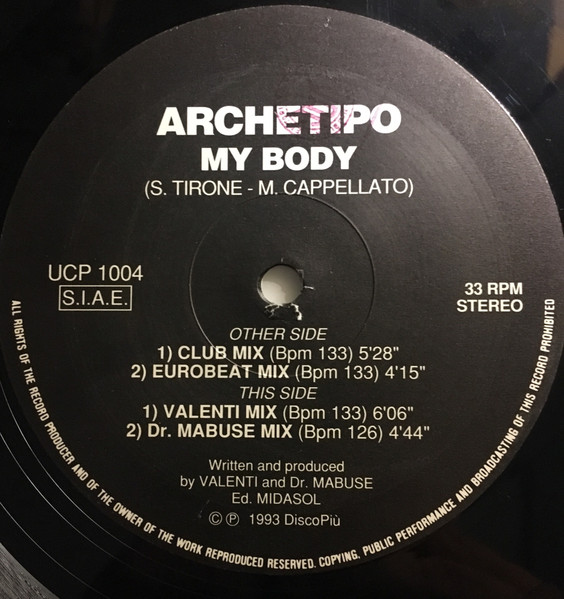 ARCHETIPO
MY BODY
(S. TIRONE - M. CAPPELLATO)
UCP 1004
S.I.A.E.
33 RPM
STEREO
OTHER SIDE
1) CLUB MIX (Bpm 133) 5'28"
2) EUROBEAT MIX (Bpm 133) 4'15"
THIS SIDE
1) VALENTI MIX (Bpm 133) 6'06"
2) Dr. MABUSE MIX (Bpm 126) 4'44"
Written and produced
by VALENTI and Dr. MABUSE
Ed. MIDASOL
© ℗ 1993 DiscoPiù
ALL RIGHTS OF THE RECORD PRODUCER AND OF THE OWNER OF THE WORK REPRODUCED RESERVED. COPYING, PUBLIC PERFORMANCE AND BROADCASTING OF THIS RECORD PROHIBITED